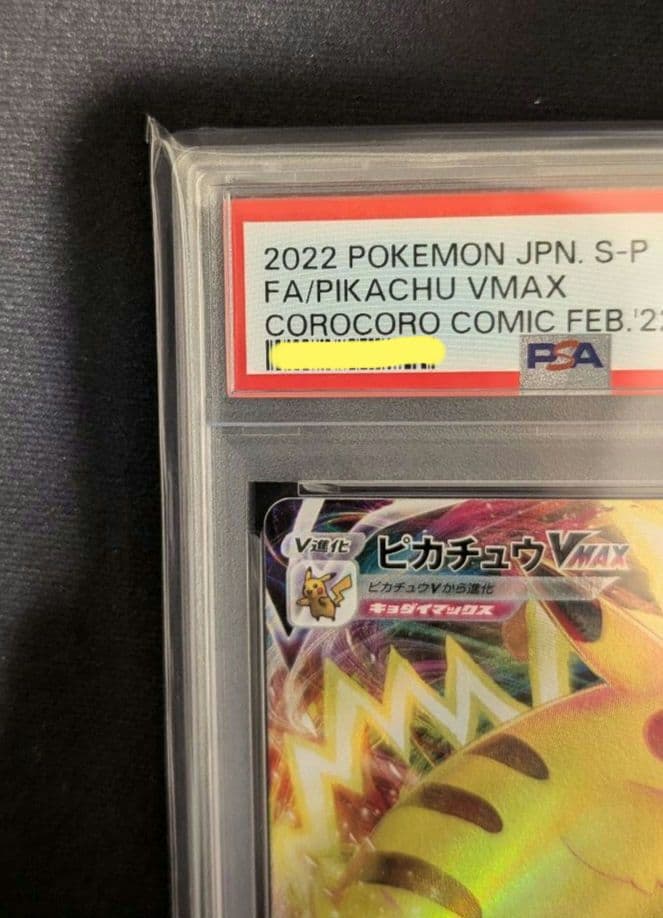 2022 POKEMON JPN. S-P
FA/PIKACHU VMAX
COROCORO COMIC FEB.'22
PSA
V進化
ピカチュウVMAX
ピカチュウVから進化
キョダイマックス